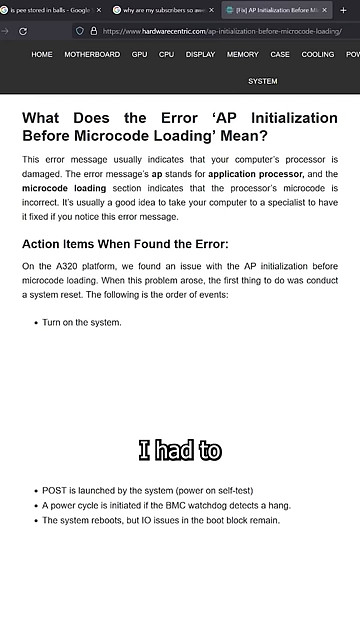 is pee stored in balls - Google S
why are my subscribers so awe
[Fix] AP Initialization Before Mi
https://www.hardwarecentric.com/ap-initialization-before-microcode-loading/
HOME MOTHERBOARD GPU CPU DISPLAY MEMORY CASE COOLING POW
SYSTEM
What Does the Error ‘AP Initialization
Before Microcode Loading’ Mean?
This error message usually indicates that your computer’s processor is
damaged. The error message’s ap stands for application processor, and the
microcode loading section indicates that the processor’s microcode is
incorrect. It’s usually a good idea to take your computer to a specialist to have
it fixed if you notice this error message.
Action Items When Found the Error:
On the A320 platform, we found an issue with the AP initialization before
microcode loading. When this problem arose, the first thing to do was conduct
a system reset. The following is the order of events:
• Turn on the system.
I had to
• POST is launched by the system (power on self-test)
• A power cycle is initiated if the BMC watchdog detects a hang.
• The system reboots, but IO issues in the boot block remain.